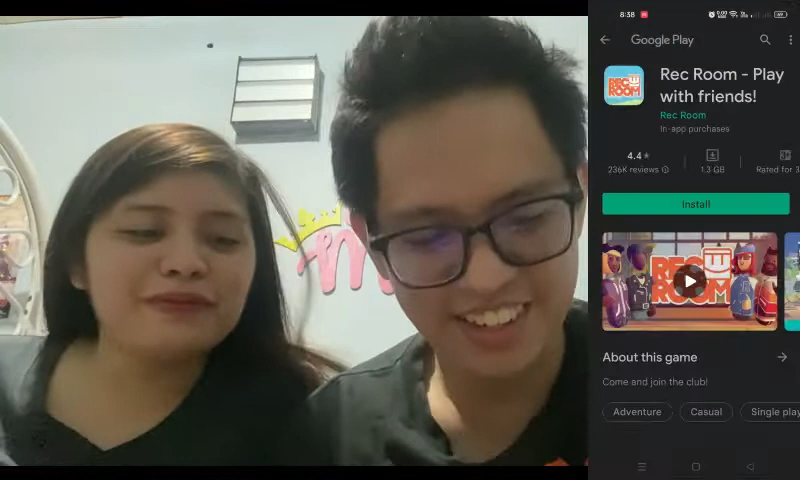 8:38
Google Play
REC ROOM
Rec Room - Play
with friends!
Rec Room
In-app purchases
4.4★
236K reviews
1.3 GB
Rated for 3
Install
REC ROOM
About this game
Come and join the club!
Adventure
Casual
Single play